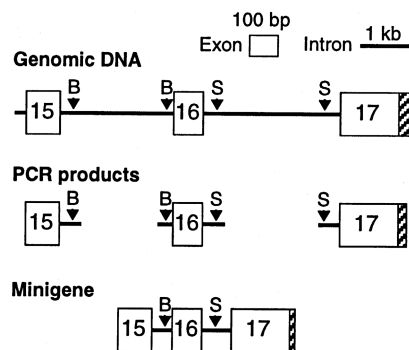 100 bp
Exon Intron 1 kb
Genomic DNA
B B S S
15 16 17
PCR products
B B S S
15 16 17
Minigene
B S
15 16 17